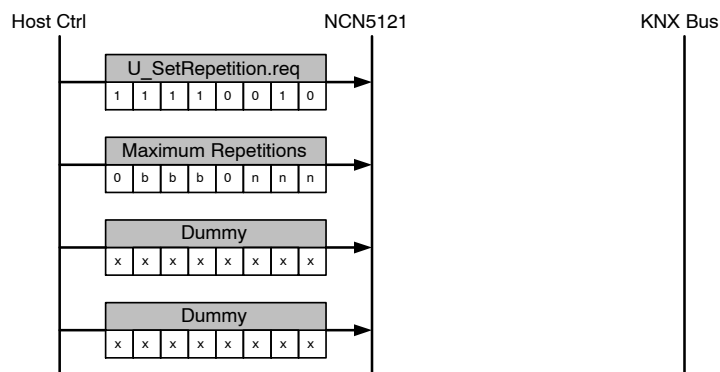 Host Ctrl NCN5121 KNX Bus
U_SetRepetition.req
1 1 1 1 0 0 1 0
Maximum Repetitions
0 b b b 0 n n n
Dummy
x x x x x x x x
Dummy
x x x x x x x x